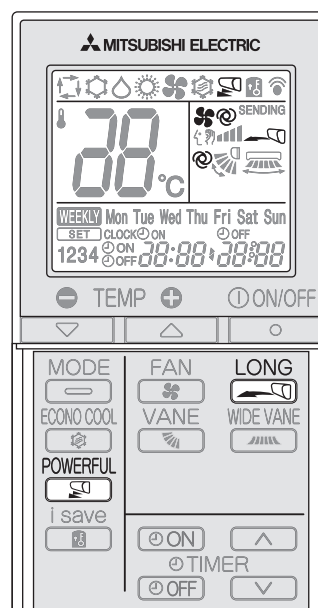 MITSUBISHI ELECTRIC
SENDING
88 °C
WEEKLY Mon Tue Wed Thu Fri Sat Sun
SET CLOCK ON OFF
1234 ON OFF 88:88 88:88
TEMP ON/OFF
MODE FAN LONG
ECONO COOL VANE WIDE VANE
POWERFUL
i save
ON
TIMER
OFF